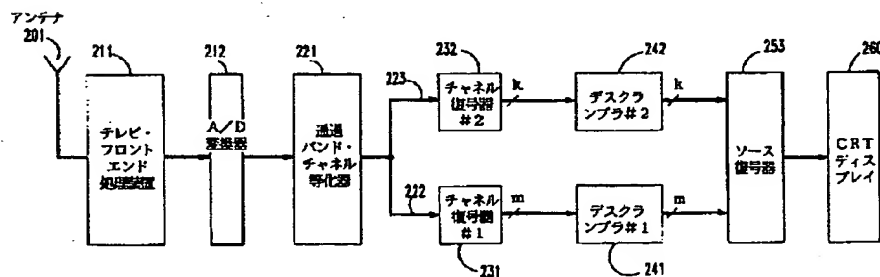 アンテナ
201
211
テレビ・
フロント
エンド
処理装置
212
A/D
変換器
221
通過
バンド・
チャネル
等化器
223
222
232
チャネル
復号器
#2
k
242
デスクラ
ンブラ#2
k
チャネル
復号器
#1
231
m
デスクラ
ンブラ#1
241
m
253
ソース
復号器
260
CRT
ディス
プレイ